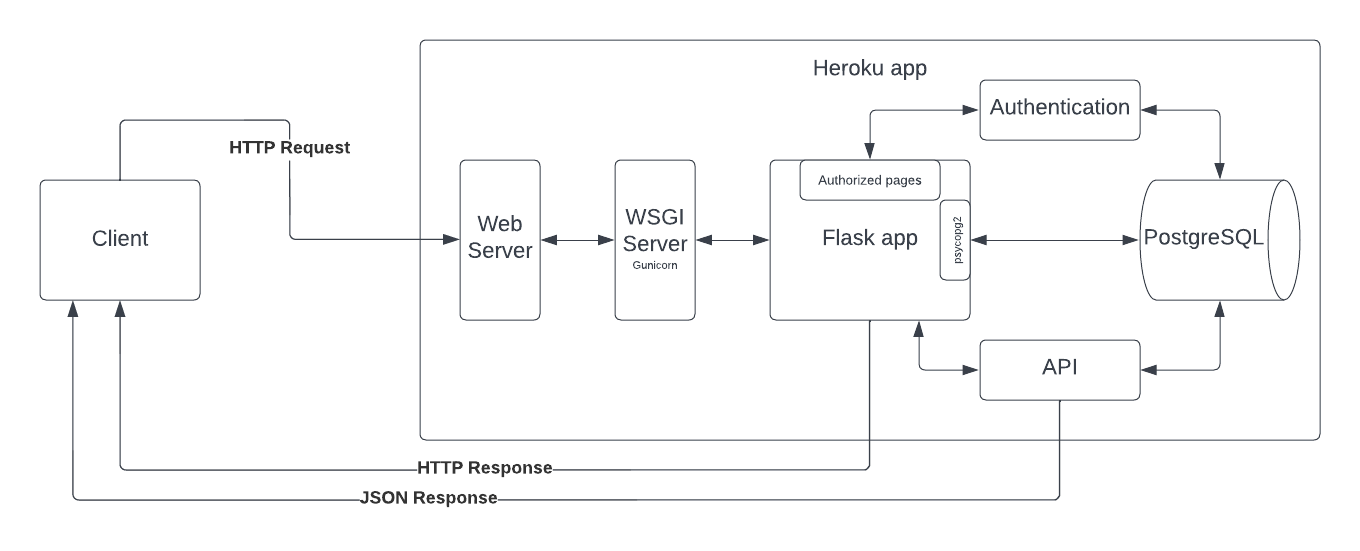 Heroku app
Authentication
HTTP Request
Authorized pages
Client
Web
Server
WSGI
Server
Gunicorn
Flask app
psycopg2
PostgreSQL
API
HTTP Response
JSON Response